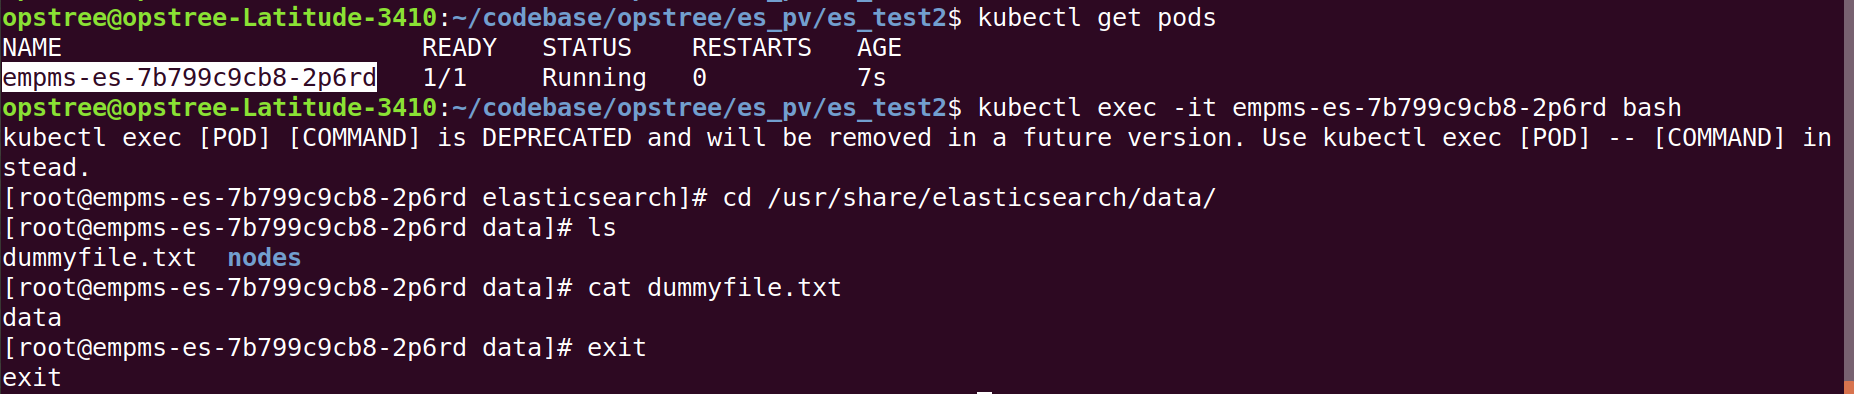 opstree@opstree-Latitude-3410:~/codebase/opstree/es_pv/es_test2$ kubectl get pods
NAME                        READY   STATUS    RESTARTS   AGE
empms-es-7b799c9cb8-2p6rd   1/1     Running   0          7s
opstree@opstree-Latitude-3410:~/codebase/opstree/es_pv/es_test2$ kubectl exec -it empms-es-7b799c9cb8-2p6rd bash
kubectl exec [POD] [COMMAND] is DEPRECATED and will be removed in a future version. Use kubectl exec [POD] -- [COMMAND] in
stead.
[root@empms-es-7b799c9cb8-2p6rd elasticsearch]# cd /usr/share/elasticsearch/data/
[root@empms-es-7b799c9cb8-2p6rd data]# ls
dummyfile.txt  nodes
[root@empms-es-7b799c9cb8-2p6rd data]# cat dummyfile.txt
data
[root@empms-es-7b799c9cb8-2p6rd data]# exit
exit